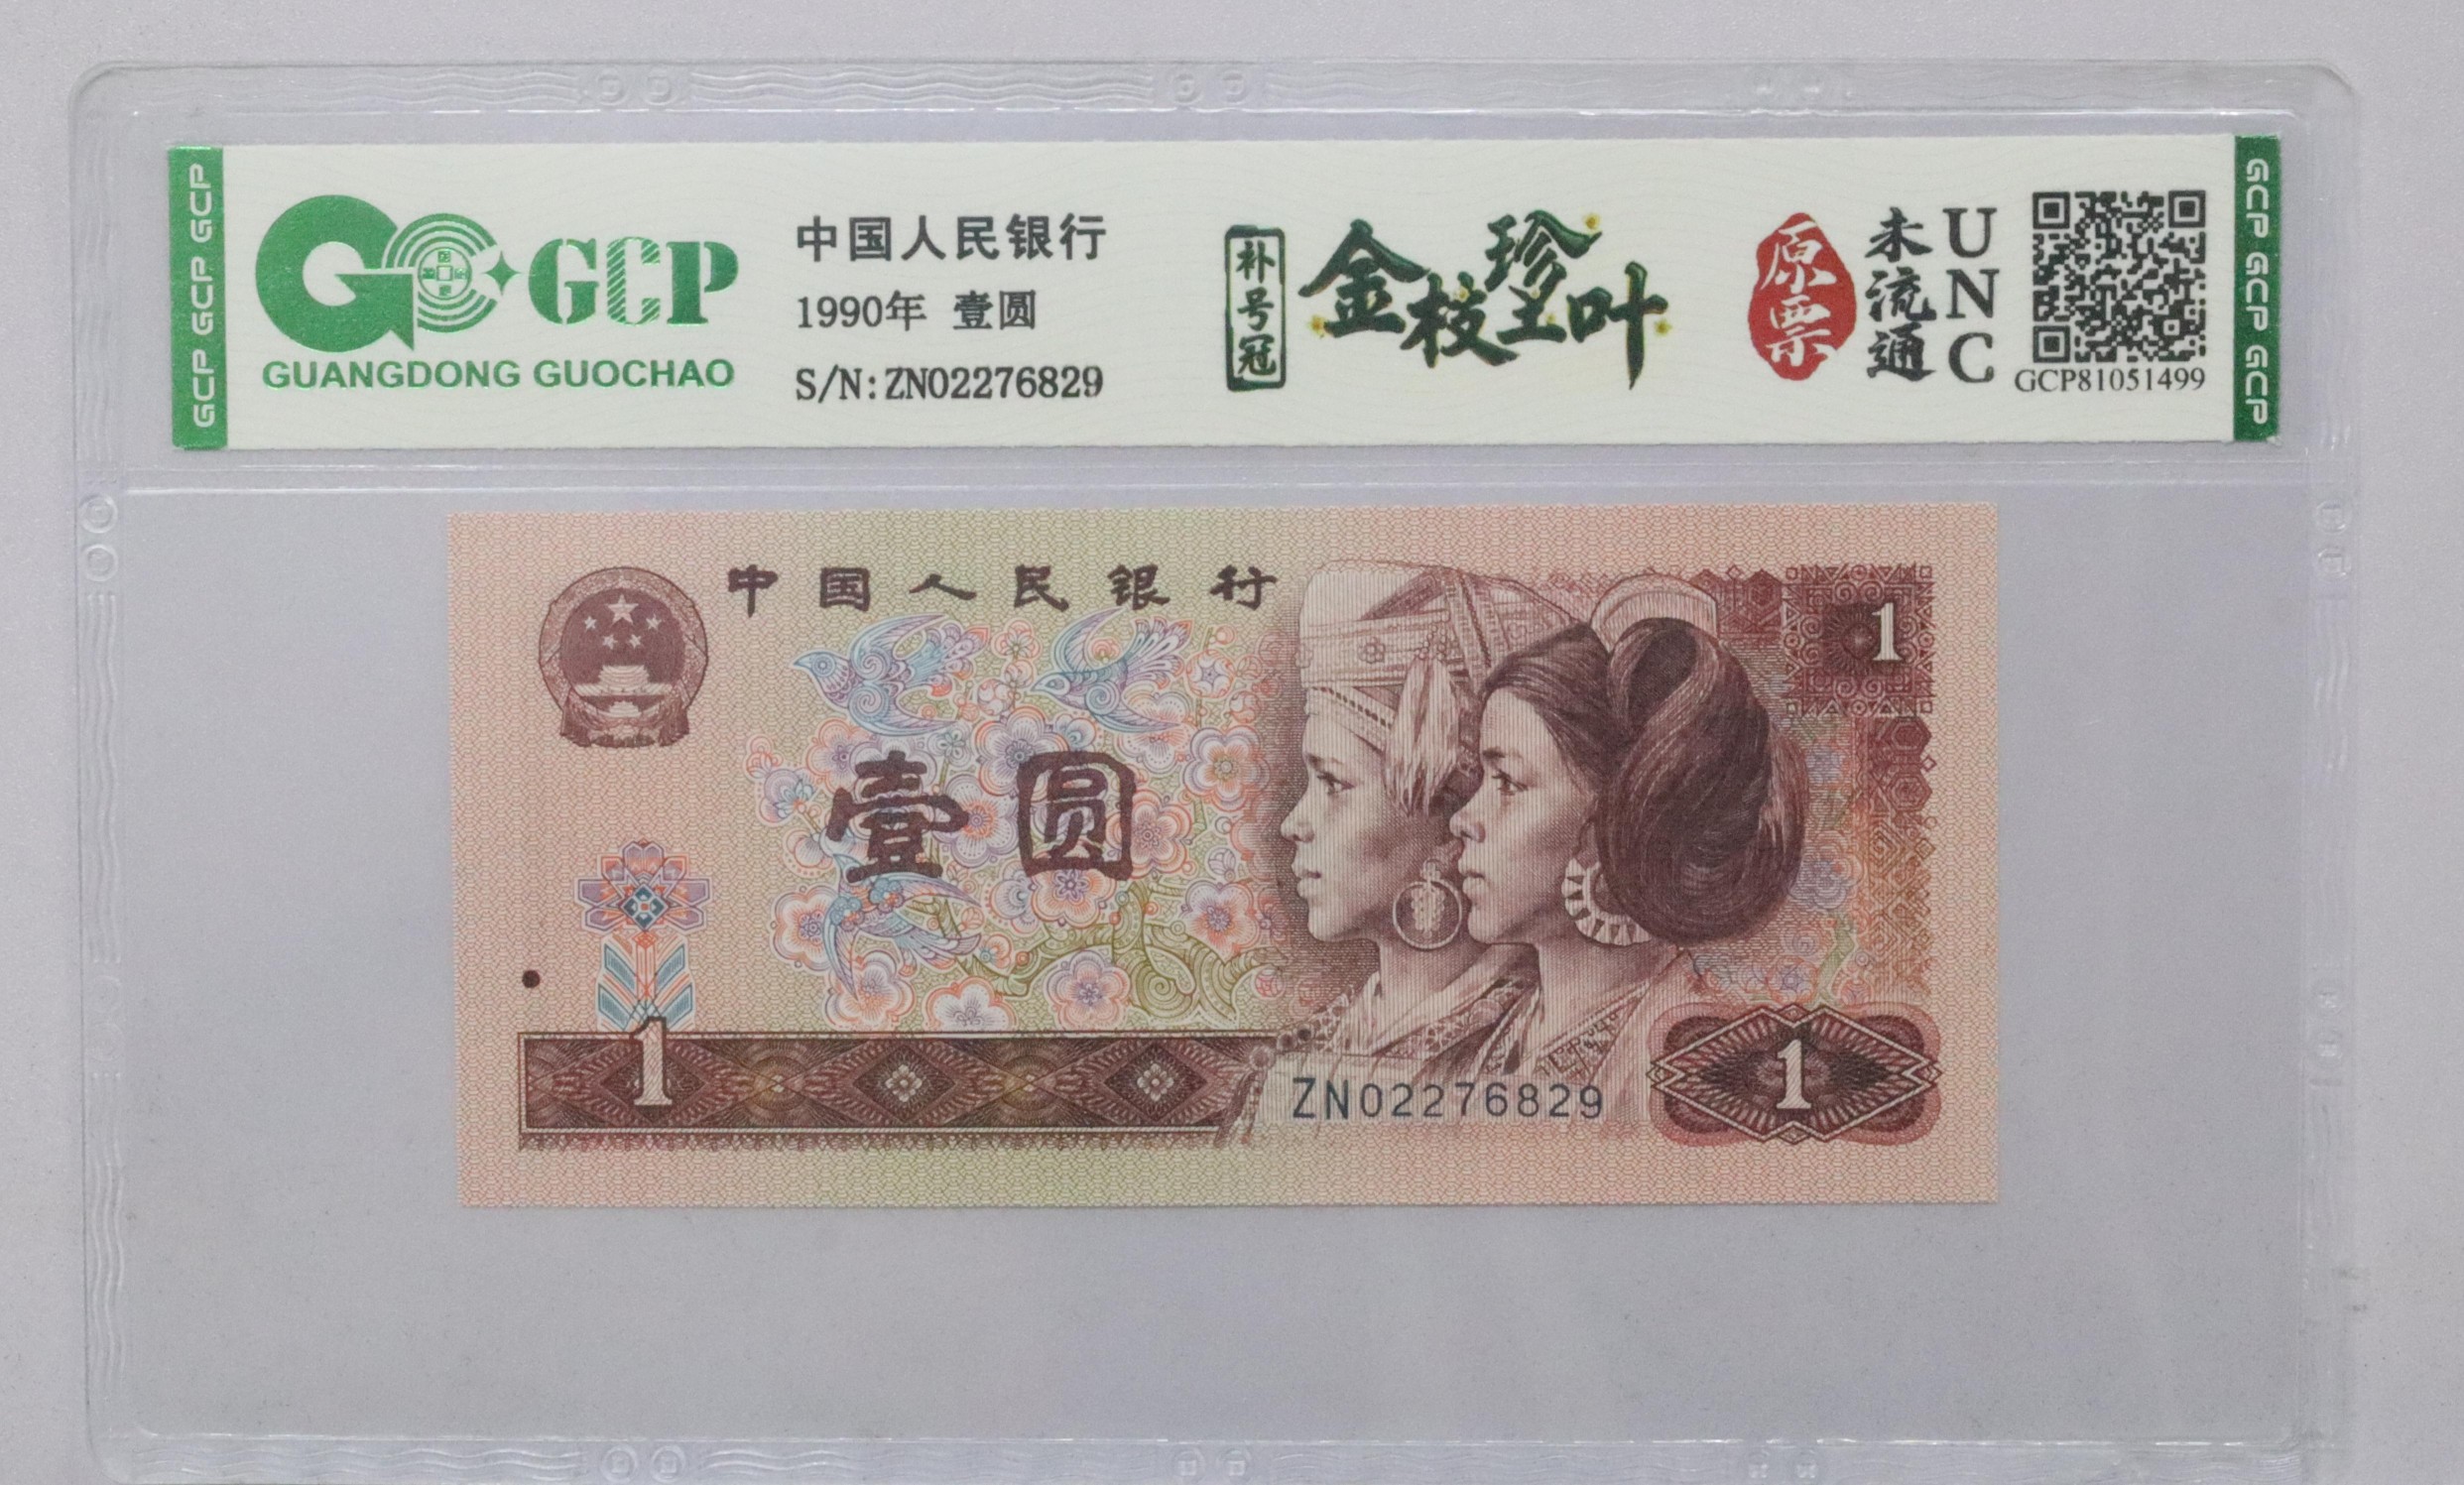 GCP GCP GCP
GCP
GUANGDONG GUOCHAO
中国人民银行
1990年 壹圆
S/N:ZN02276829
补号冠
金枝珍玉叶
原票
未流通
UNC
GCP81051499
GCP GCP GCP
中国人民银行
1
壹圆
1
ZN02276829
1